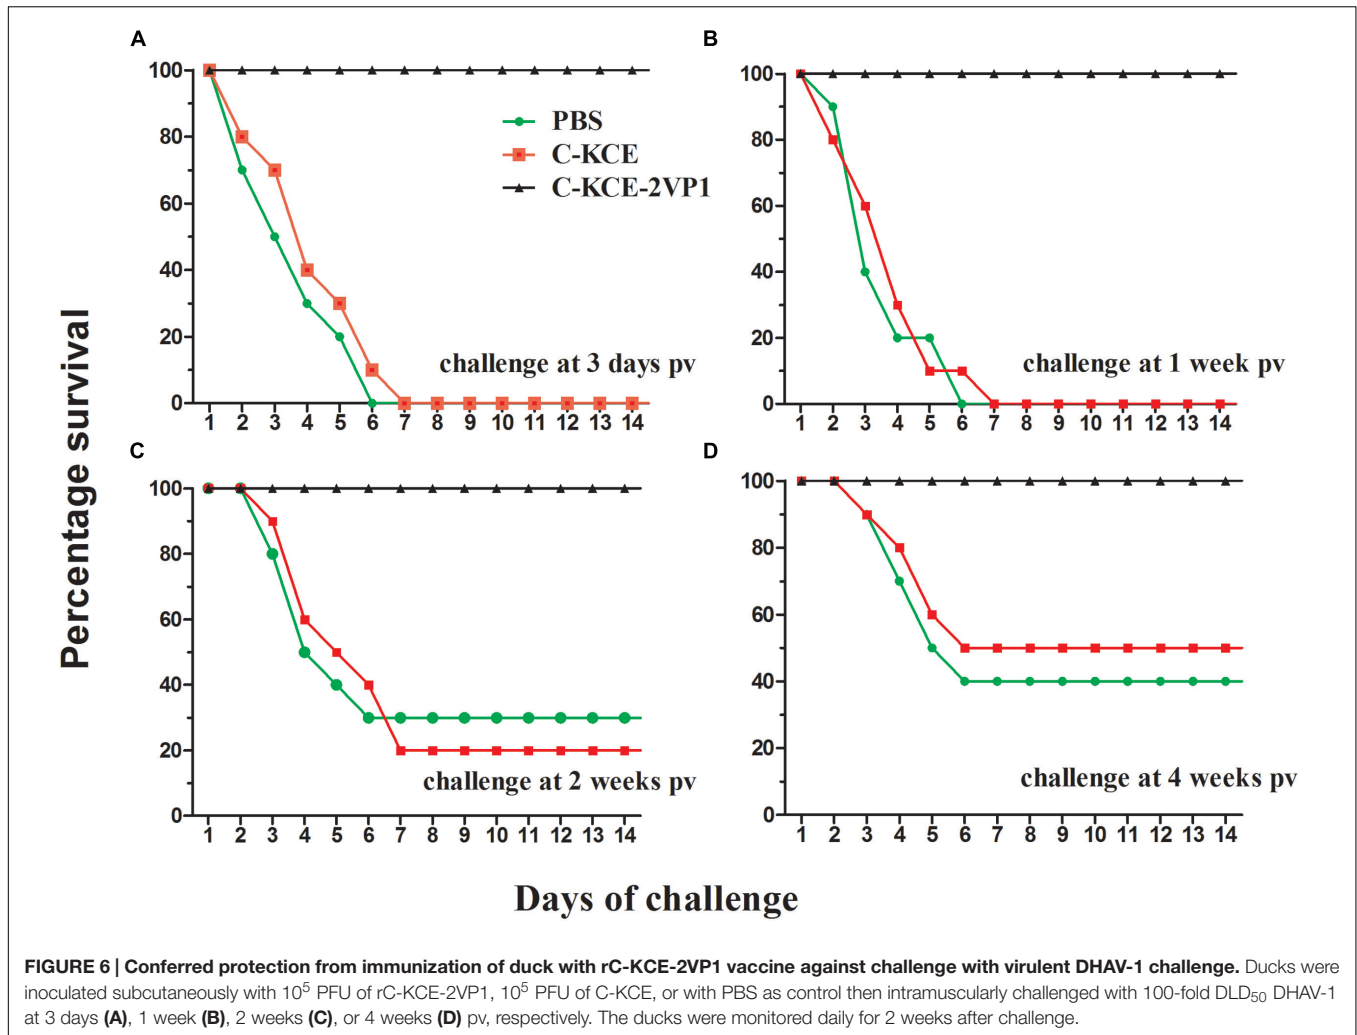 A
100
80
60
40
20
0
PBS
C-KCE
C-KCE-2VP1
challenge at 3 days pv
1 2 3 4 5 6 7 8 9 10 11 12 13 14
B
100
80
60
40
20
0
challenge at 1 week pv
1 2 3 4 5 6 7 8 9 10 11 12 13 14
Percentage survival
C
100
80
60
40
20
0
challenge at 2 weeks pv
1 2 3 4 5 6 7 8 9 10 11 12 13 14
D
100
80
60
40
20
0
challenge at 4 weeks pv
1 2 3 4 5 6 7 8 9 10 11 12 13 14
Days of challenge
FIGURE 6 | Conferred protection from immunization of duck with rC-KCE-2VP1 vaccine against challenge with virulent DHAV-1 challenge. Ducks were
inoculated subcutaneously with 10⁵ PFU of rC-KCE-2VP1, 10⁵ PFU of C-KCE, or with PBS as control then intramuscularly challenged with 100-fold DLD₅₀ DHAV-1
at 3 days (A), 1 week (B), 2 weeks (C), or 4 weeks (D) pv, respectively. The ducks were monitored daily for 2 weeks after challenge.